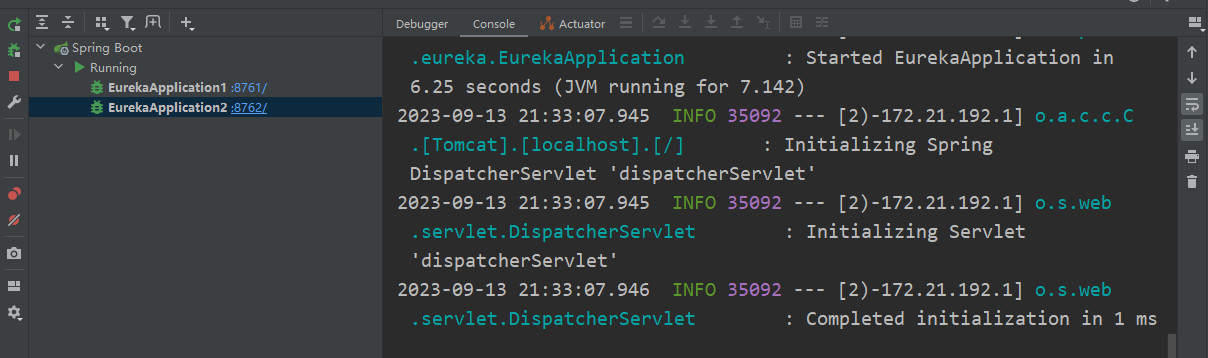 Debugger
Console
Actuator
Spring Boot
Running
EurekaApplication1 :8761/
EurekaApplication2 :8762/
.eureka.EurekaApplication : Started EurekaApplication in
6.25 seconds (JVM running for 7.142)
2023-09-13 21:33:07.945 INFO 35092 --- [2)-172.21.192.1] o.a.c.c.C
.[Tomcat].[localhost].[/] : Initializing Spring
DispatcherServlet 'dispatcherServlet'
2023-09-13 21:33:07.945 INFO 35092 --- [2)-172.21.192.1] o.s.web
.servlet.DispatcherServlet : Initializing Servlet
'dispatcherServlet'
2023-09-13 21:33:07.946 INFO 35092 --- [2)-172.21.192.1] o.s.web
.servlet.DispatcherServlet : Completed initialization in 1 ms